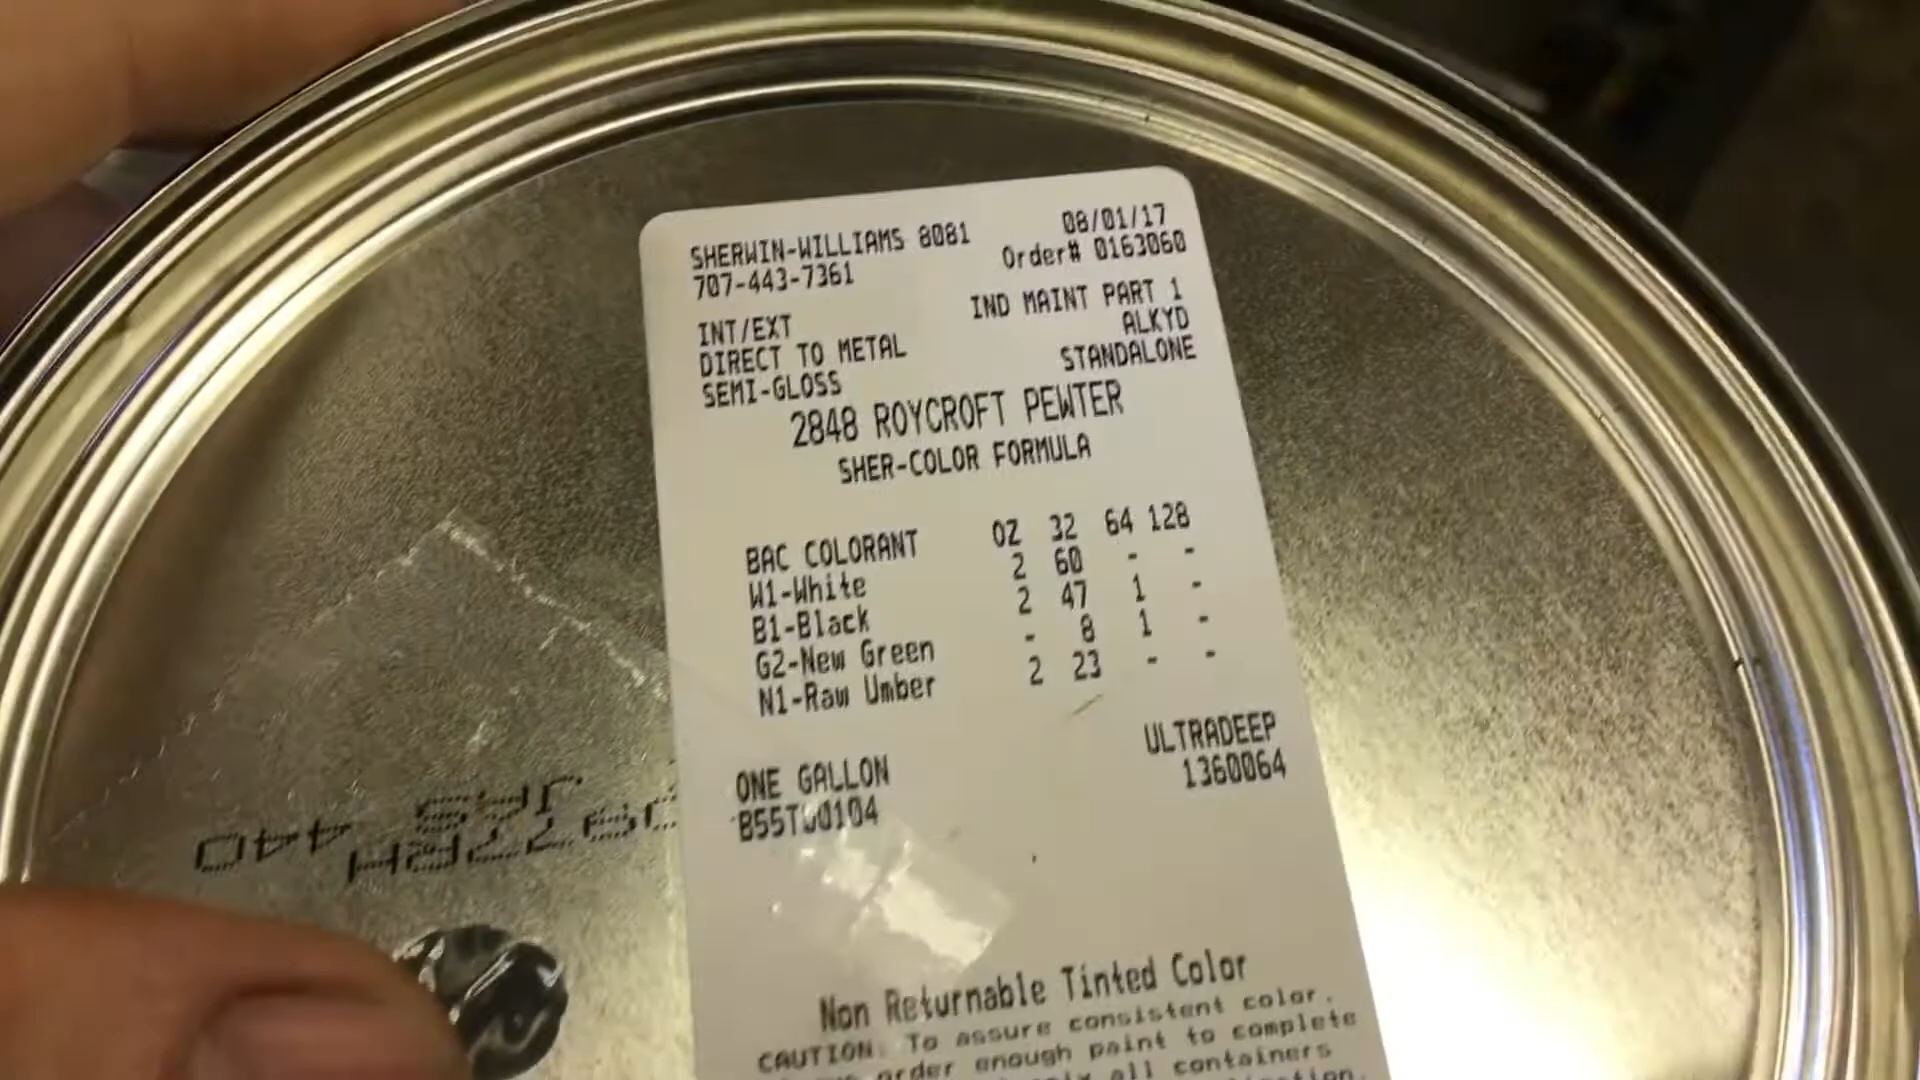 SHERWIN-WILLIAMS 8081 08/01/17
707-443-7361 Order# 0163060
INT/EXT IND MAINT PART 1
DIRECT TO METAL ALKYD
SEMI-GLOSS STANDALONE
2848 ROYCROFT PEWTER
SHER-COLOR FORMULA
BAC COLORANT OZ 32 64 128
W1-White 2 60 - -
B1-Black 2 47 1 -
G2-New Green - 8 1 -
N1-Raw Umber 2 23 - -
ONE GALLON ULTRADEEP
1360064
Non Returnable Tinted Color
CAUTION: To assure consistent color,
order enough paint to complete
all containers